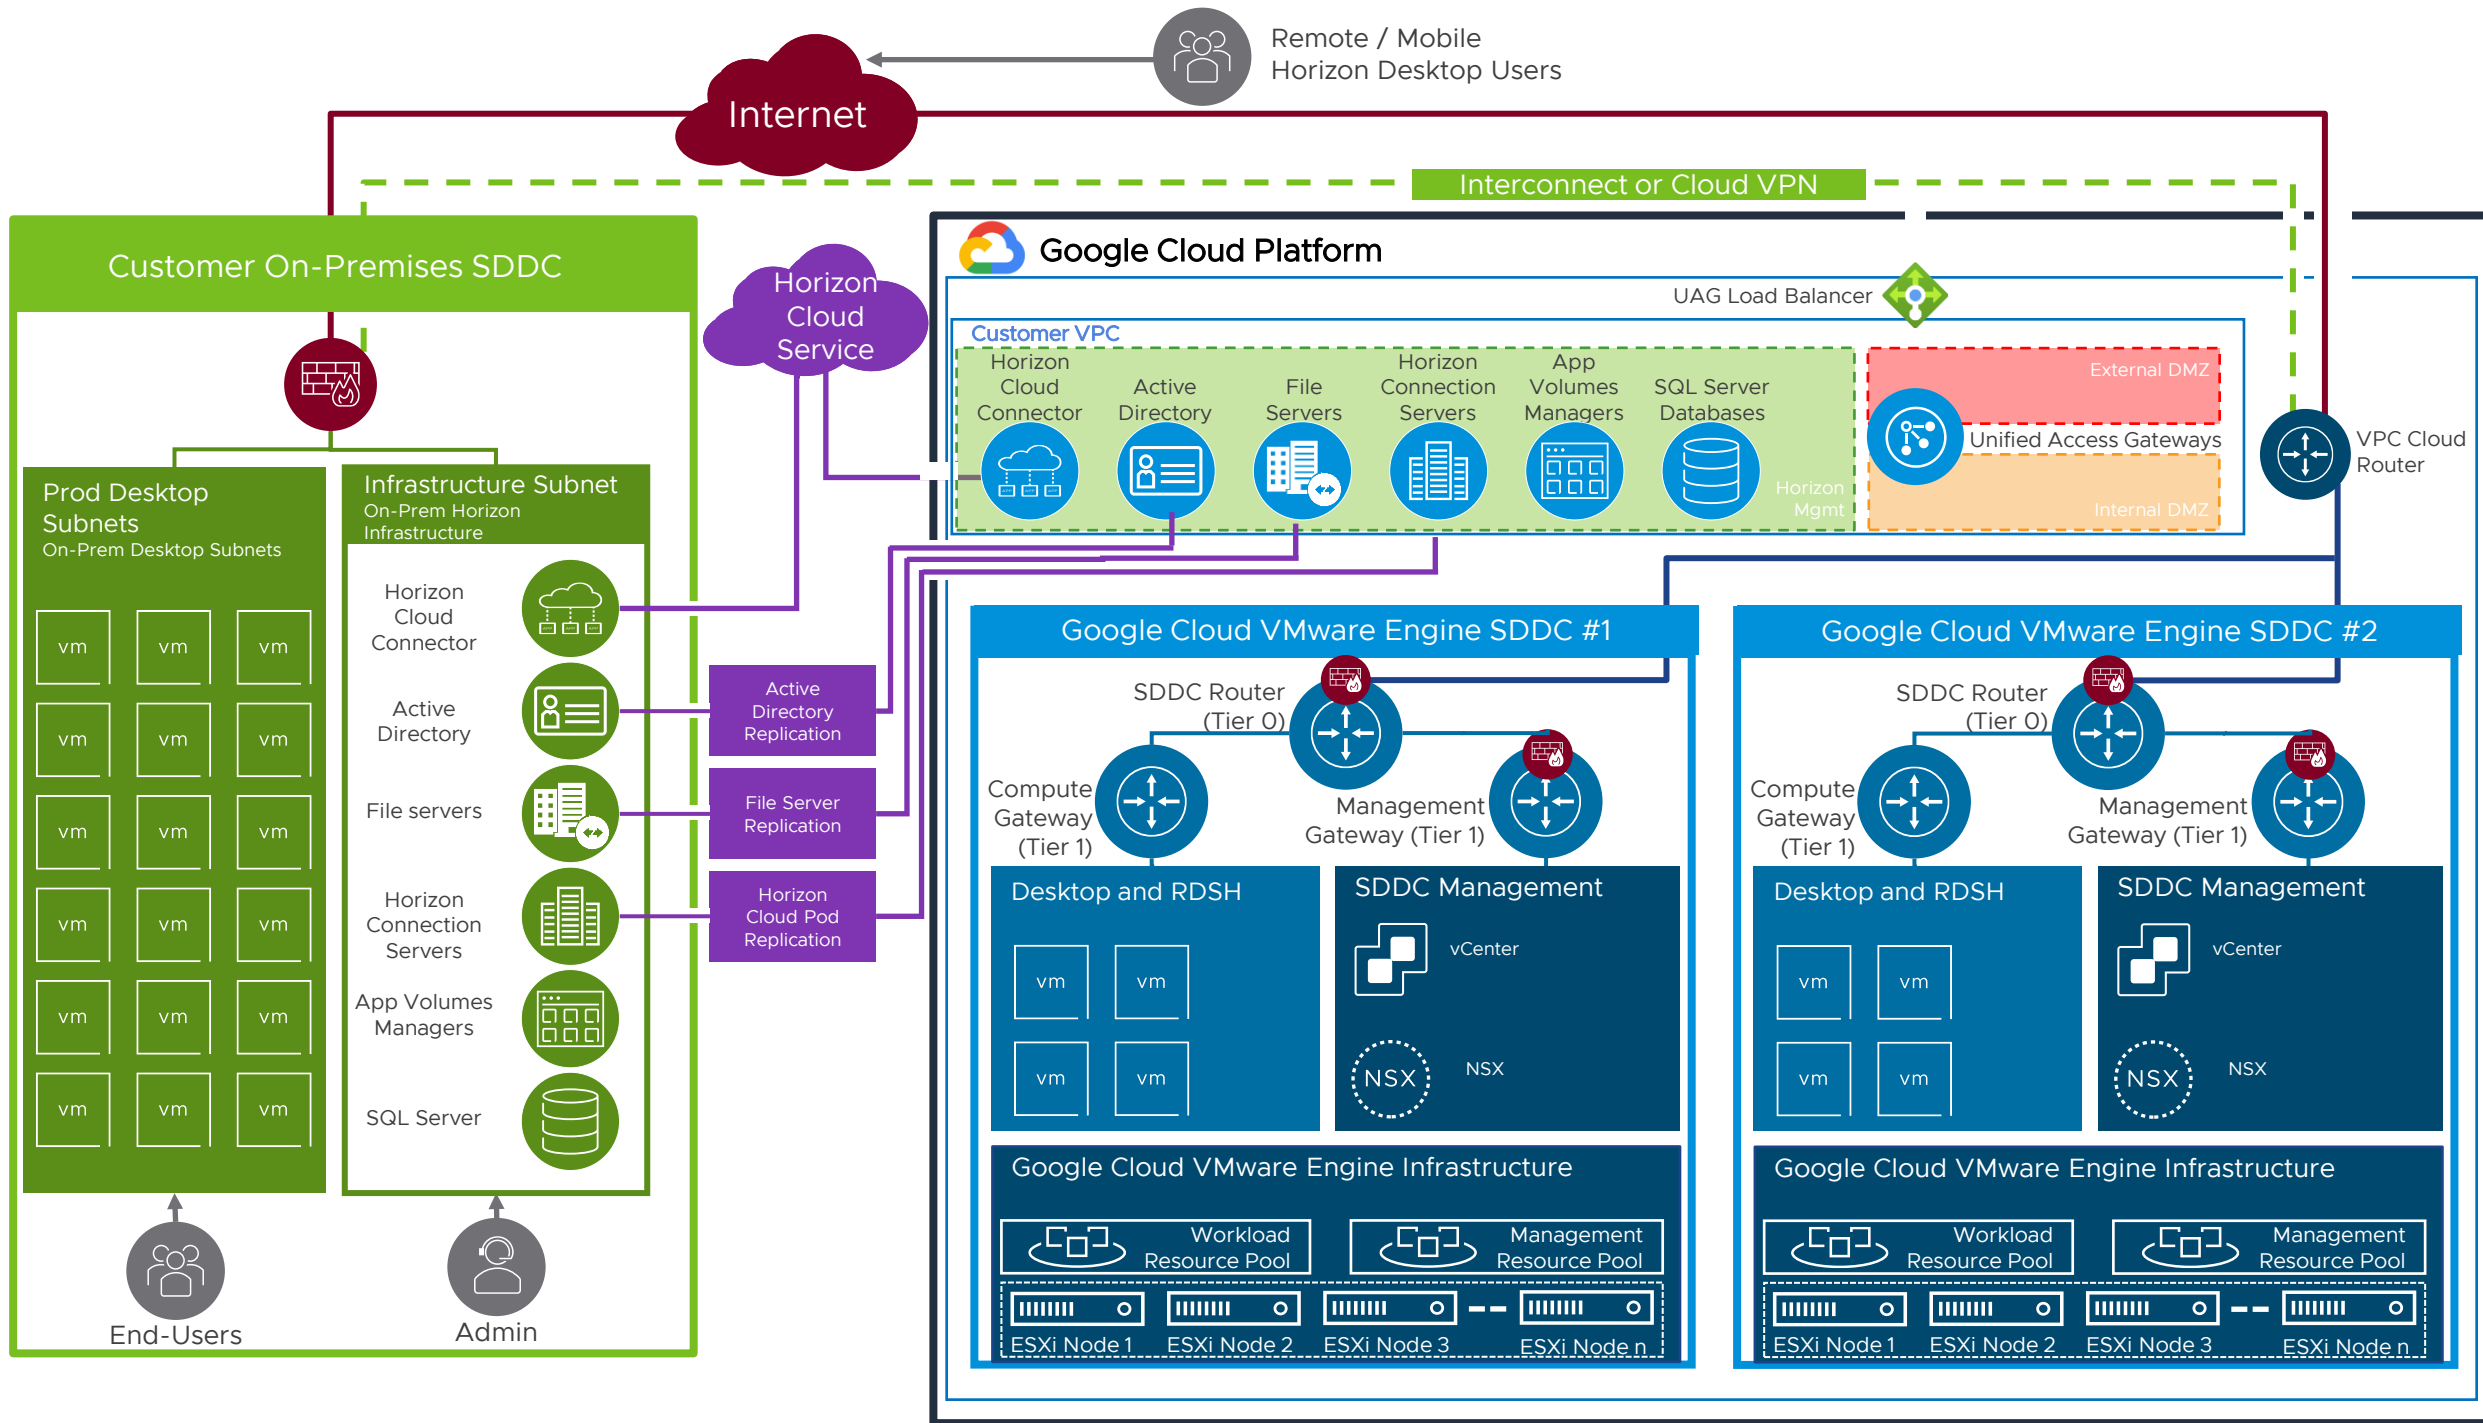 Remote / Mobile
Horizon Desktop Users
Internet
Interconnect or Cloud VPN
Customer On-Premises SDDC
Prod Desktop
Subnets
On-Prem Desktop Subnets
vm vm vm
vm vm vm
vm vm vm
vm vm vm
vm vm vm
vm vm vm
Infrastructure Subnet
On-Prem Horizon
Infrastructure
Horizon
Cloud
Connector
Active
Directory
File servers
Horizon
Connection
Servers
App Volumes
Managers
SQL Server
End-Users
Admin
Horizon
Cloud
Service
Active
Directory
Replication
File Server
Replication
Horizon
Cloud Pod
Replication
Google Cloud Platform
UAG Load Balancer
Customer VPC
Horizon
Cloud
Connector
Active
Directory
File
Servers
Horizon
Connection
Servers
App
Volumes
Managers
SQL Server
Databases
Horizon
Mgmt
External DMZ
Unified Access Gateways
Internal DMZ
VPC Cloud
Router
Google Cloud VMware Engine SDDC #1
SDDC Router
(Tier 0)
Compute
Gateway
(Tier 1)
Management
Gateway (Tier 1)
Desktop and RDSH
vm vm
vm vm
SDDC Management
vCenter
NSX NSX
Google Cloud VMware Engine Infrastructure
Workload
Resource Pool
Management
Resource Pool
ESXi Node 1 ESXi Node 2 ESXi Node 3 ESXi Node n
Google Cloud VMware Engine SDDC #2
SDDC Router
(Tier 0)
Compute
Gateway
(Tier 1)
Management
Gateway (Tier 1)
Desktop and RDSH
vm vm
vm vm
SDDC Management
vCenter
NSX NSX
Google Cloud VMware Engine Infrastructure
Workload
Resource Pool
Management
Resource Pool
ESXi Node 1 ESXi Node 2 ESXi Node 3 ESXi Node n